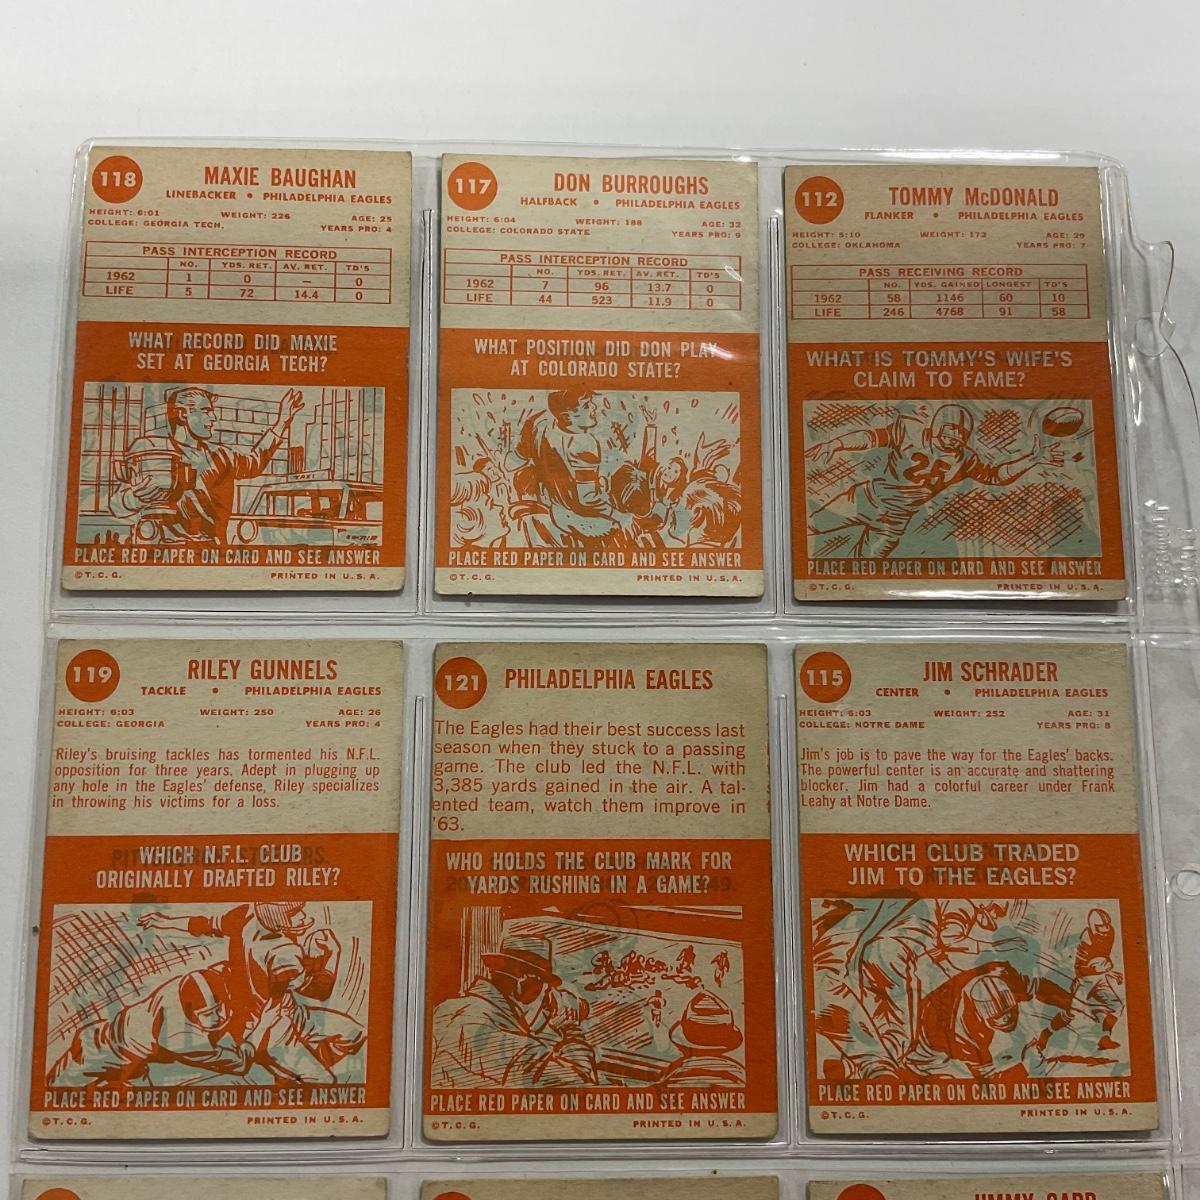 118
MAXIE BAUGHAN
LINEBACKER • PHILADELPHIA EAGLES
HEIGHT: 6:01 WEIGHT: 226 AGE: 25
COLLEGE: GEORGIA TECH. YEARS PRO: 4
PASS INTERCEPTION RECORD
NO. YDS. RET. AV. RET. TD'S
1962 1 0 — 0
LIFE 5 72 14.4 0
WHAT RECORD DID MAXIE
SET AT GEORGIA TECH?
TAXI
PLACE RED PAPER ON CARD AND SEE ANSWER
©T.C.G. PRINTED IN U.S.A.
117
DON BURROUGHS
HALFBACK • PHILADELPHIA EAGLES
HEIGHT: 6:04 WEIGHT: 188 AGE: 32
COLLEGE: COLORADO STATE YEARS PRO: 9
PASS INTERCEPTION RECORD
NO. YDS. RET. AV. RET. TD'S
1962 7 96 13.7 0
LIFE 44 523 11.9 0
WHAT POSITION DID DON PLAY
AT COLORADO STATE?
PLACE RED PAPER ON CARD AND SEE ANSWER
©T.C.G. PRINTED IN U.S.A.
112
TOMMY McDONALD
FLANKER • PHILADELPHIA EAGLES
HEIGHT: 5:10 WEIGHT: 172 AGE: 29
COLLEGE: OKLAHOMA YEARS PRO: 7
PASS RECEIVING RECORD
NO. YDS. GAINED LONGEST TD'S
1962 58 1146 60 10
LIFE 246 4768 91 58
WHAT IS TOMMY'S WIFE'S
CLAIM TO FAME?
25
PLACE RED PAPER ON CARD AND SEE ANSWER
©T.C.G. PRINTED IN U.S.A.
119
RILEY GUNNELS
TACKLE • PHILADELPHIA EAGLES
HEIGHT: 6:03 WEIGHT: 250 AGE: 26
COLLEGE: GEORGIA YEARS PRO: 4
Riley's bruising tackles has tormented his N.F.L.
opposition for three years. Adept in plugging up
any hole in the Eagles' defense, Riley specializes
in throwing his victims for a loss.
WHICH N.F.L. CLUB
ORIGINALLY DRAFTED RILEY?
PLACE RED PAPER ON CARD AND SEE ANSWER
©T.C.G. PRINTED IN U.S.A.
121
PHILADELPHIA EAGLES
The Eagles had their best success last
season when they stuck to a passing
game. The club led the N.F.L. with
3,385 yards gained in the air. A tal-
ented team, watch them improve in
'63.
WHO HOLDS THE CLUB MARK FOR
YARDS RUSHING IN A GAME?
PLACE RED PAPER ON CARD AND SEE ANSWER
©T.C.G. PRINTED IN U.S.A.
115
JIM SCHRADER
CENTER • PHILADELPHIA EAGLES
HEIGHT: 6:03 WEIGHT: 252 AGE: 31
COLLEGE: NOTRE DAME YEARS PRO: 8
Jim's job is to pave the way for the Eagles' backs.
The powerful center is an accurate and shattering
blocker. Jim had a colorful career under Frank
Leahy at Notre Dame.
WHICH CLUB TRADED
JIM TO THE EAGLES?
PLACE RED PAPER ON CARD AND SEE ANSWER
©T.C.G. PRINTED IN U.S.A.